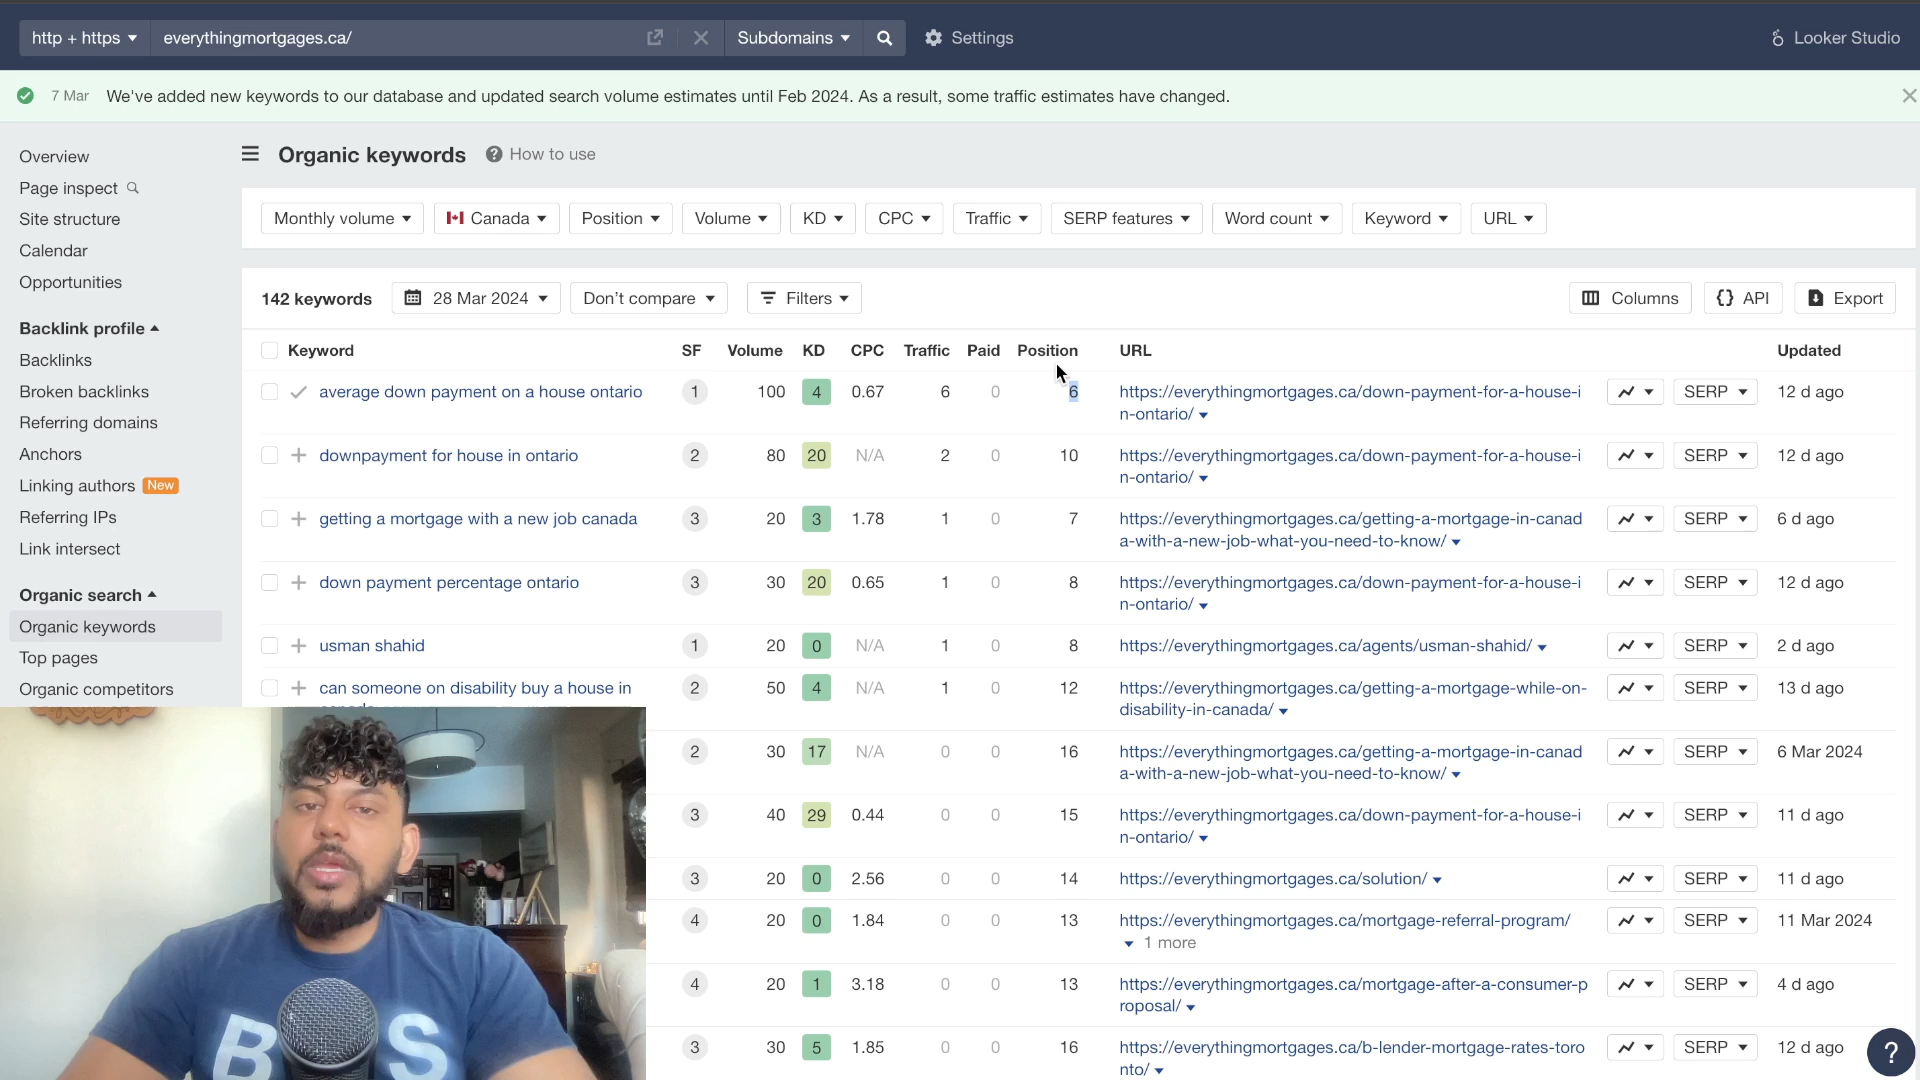 http + https
everythingmortgages.ca/
Subdomains
Settings
Looker Studio
7 Mar We've added new keywords to our database and updated search volume estimates until Feb 2024. As a result, some traffic estimates have changed.
Overview
Page inspect
Site structure
Calendar
Opportunities
Backlink profile
Backlinks
Broken backlinks
Referring domains
Anchors
Linking authors New
Referring IPs
Link intersect
Organic search
Organic keywords
Top pages
Organic competitors
Organic keywords
How to use
Monthly volume Canada Position Volume KD CPC Traffic SERP features Word count Keyword URL
142 keywords 28 Mar 2024 Don't compare Filters Columns API Export
Keyword SF Volume KD CPC Traffic Paid Position URL Updated
average down payment on a house ontario 1 100 4 0.67 6 0 6 https://everythingmortgages.ca/down-payment-for-a-house-i SERP 12 d ago
n-ontario/
downpayment for house in ontario 2 80 20 N/A 2 0 10 https://everythingmortgages.ca/down-payment-for-a-house-i SERP 12 d ago
n-ontario/
getting a mortgage with a new job canada 3 20 3 1.78 1 0 7 https://everythingmortgages.ca/getting-a-mortgage-in-canad SERP 6 d ago
a-with-a-new-job-what-you-need-to-know/
down payment percentage ontario 3 30 20 0.65 1 0 8 https://everythingmortgages.ca/down-payment-for-a-house-i SERP 12 d ago
n-ontario/
usman shahid 1 20 0 N/A 1 0 8 https://everythingmortgages.ca/agents/usman-shahid/ SERP 2 d ago
can someone on disability buy a house in 2 50 4 N/A 1 0 12 https://everythingmortgages.ca/getting-a-mortgage-while-on- SERP 13 d ago
disability-in-canada/
2 30 17 N/A 0 0 16 https://everythingmortgages.ca/getting-a-mortgage-in-canad SERP 6 Mar 2024
a-with-a-new-job-what-you-need-to-know/
3 40 29 0.44 0 0 15 https://everythingmortgages.ca/down-payment-for-a-house-i SERP 11 d ago
n-ontario/
3 20 0 2.56 0 0 14 https://everythingmortgages.ca/solution/ SERP 11 d ago
4 20 0 1.84 0 0 13 https://everythingmortgages.ca/mortgage-referral-program/ SERP 11 Mar 2024
1 more
4 20 1 3.18 0 0 13 https://everythingmortgages.ca/mortgage-after-a-consumer-p SERP 4 d ago
roposal/
3 30 5 1.85 0 0 16 https://everythingmortgages.ca/b-lender-mortgage-rates-toro SERP 12 d ago
nto/
?